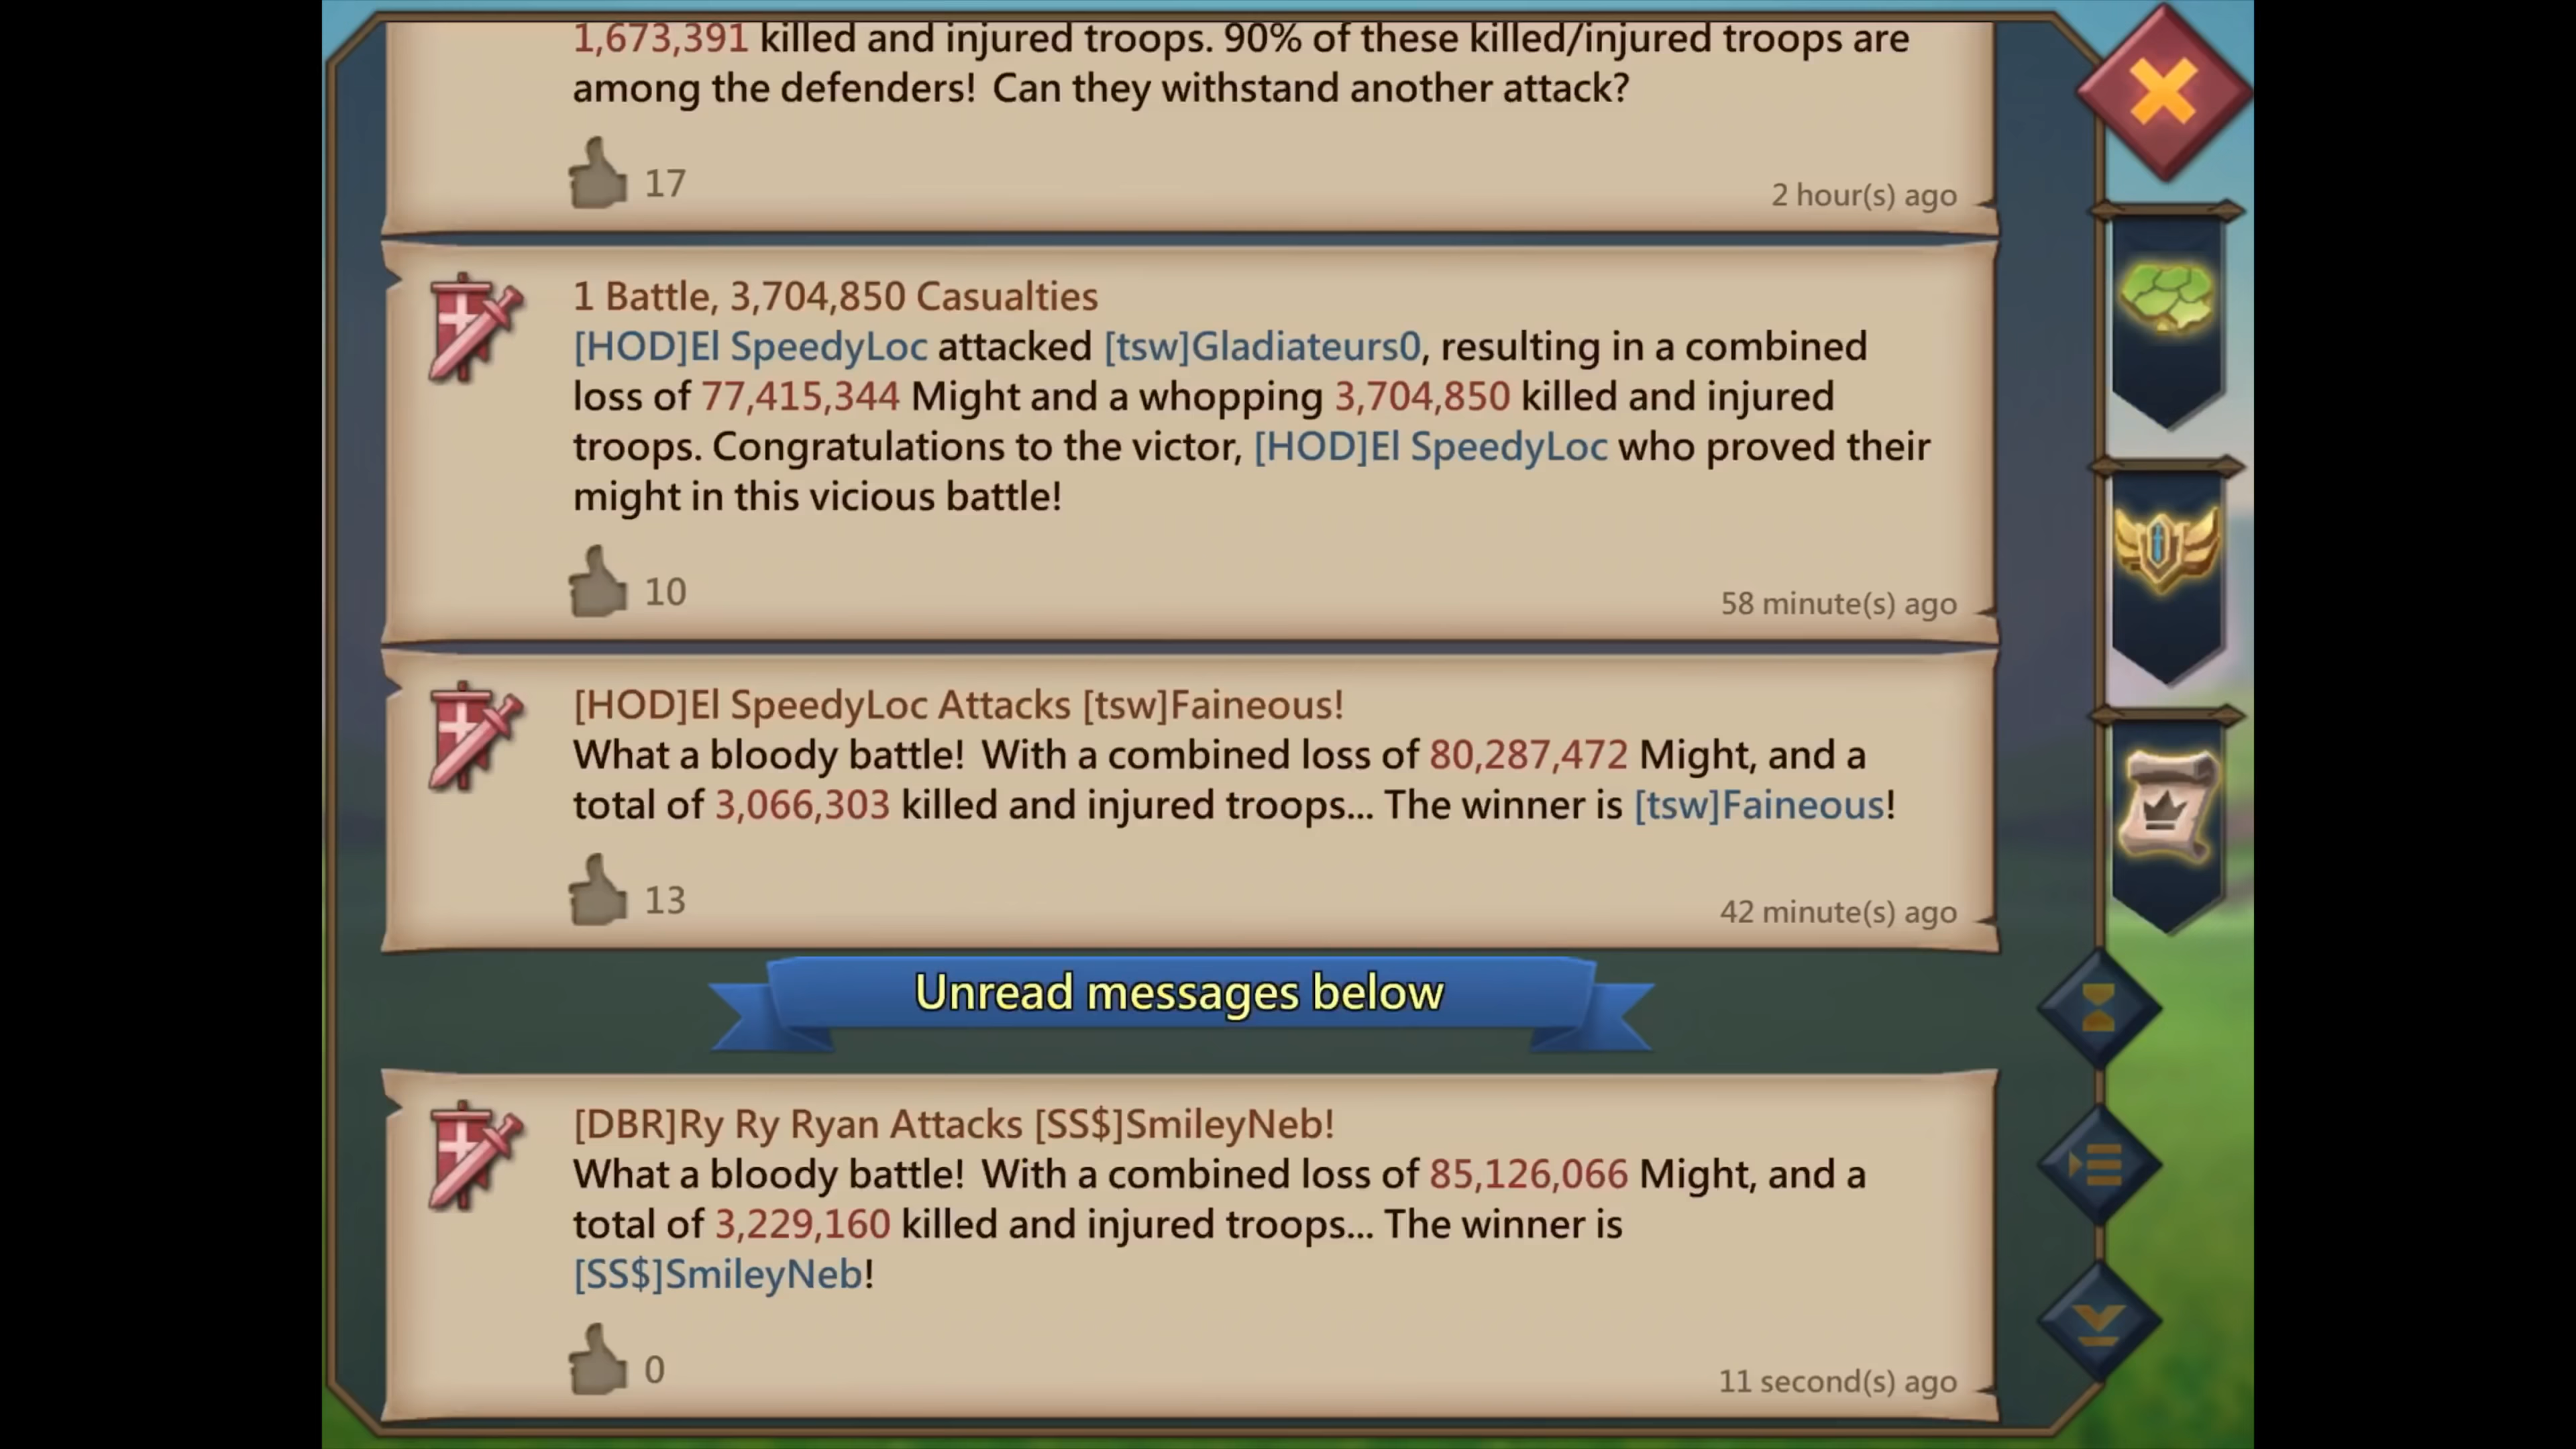 1,673,391 killed and injured troops. 90% of these killed/injured troops are
among the defenders! Can they withstand another attack?
17
2 hour(s) ago
1 Battle, 3,704,850 Casualties
[HOD]El SpeedyLoc attacked [tsw]Gladiateurs0, resulting in a combined
loss of 77,415,344 Might and a whopping 3,704,850 killed and injured
troops. Congratulations to the victor, [HOD]El SpeedyLoc who proved their
might in this vicious battle!
10
58 minute(s) ago
[HOD]El SpeedyLoc Attacks [tsw]Faineous!
What a bloody battle! With a combined loss of 80,287,472 Might, and a
total of 3,066,303 killed and injured troops... The winner is [tsw]Faineous!
13
42 minute(s) ago
Unread messages below
[DBR]Ry Ry Ryan Attacks [SS$]SmileyNeb!
What a bloody battle! With a combined loss of 85,126,066 Might, and a
total of 3,229,160 killed and injured troops... The winner is
[SS$]SmileyNeb!
0
11 second(s) ago